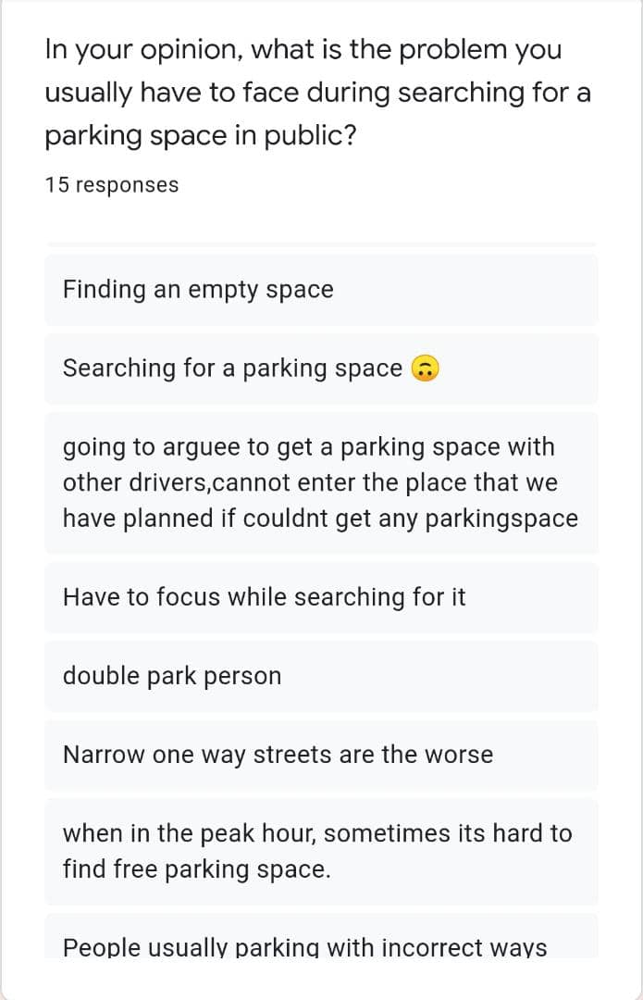 In your opinion, what is the problem you
usually have to face during searching for a
parking space in public?
15 responses
Finding an empty space
Searching for a parking space 🙃
going to arguee to get a parking space with
other drivers,cannot enter the place that we
have planned if couldnt get any parkingspace
Have to focus while searching for it
double park person
Narrow one way streets are the worse
when in the peak hour, sometimes its hard to
find free parking space.
People usually parking with incorrect ways